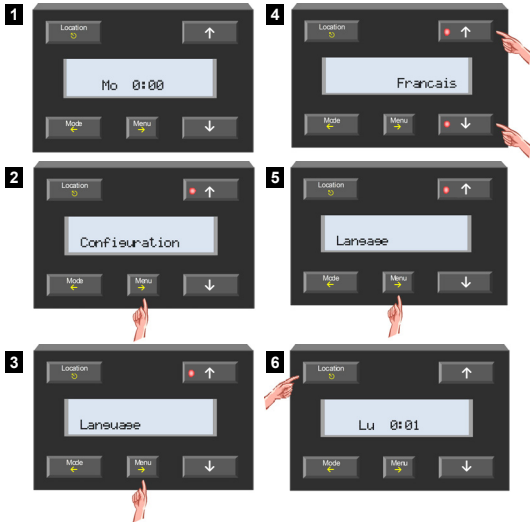 1
Location
Mo 0:00
Mode
Menu
2
Location
Configuration
Mode
Menu
3
Location
Language
Mode
Menu
4
Location
Francais
Mode
Menu
5
Location
Langage
Mode
Menu
6
Location
Lu 0:01
Mode
Menu